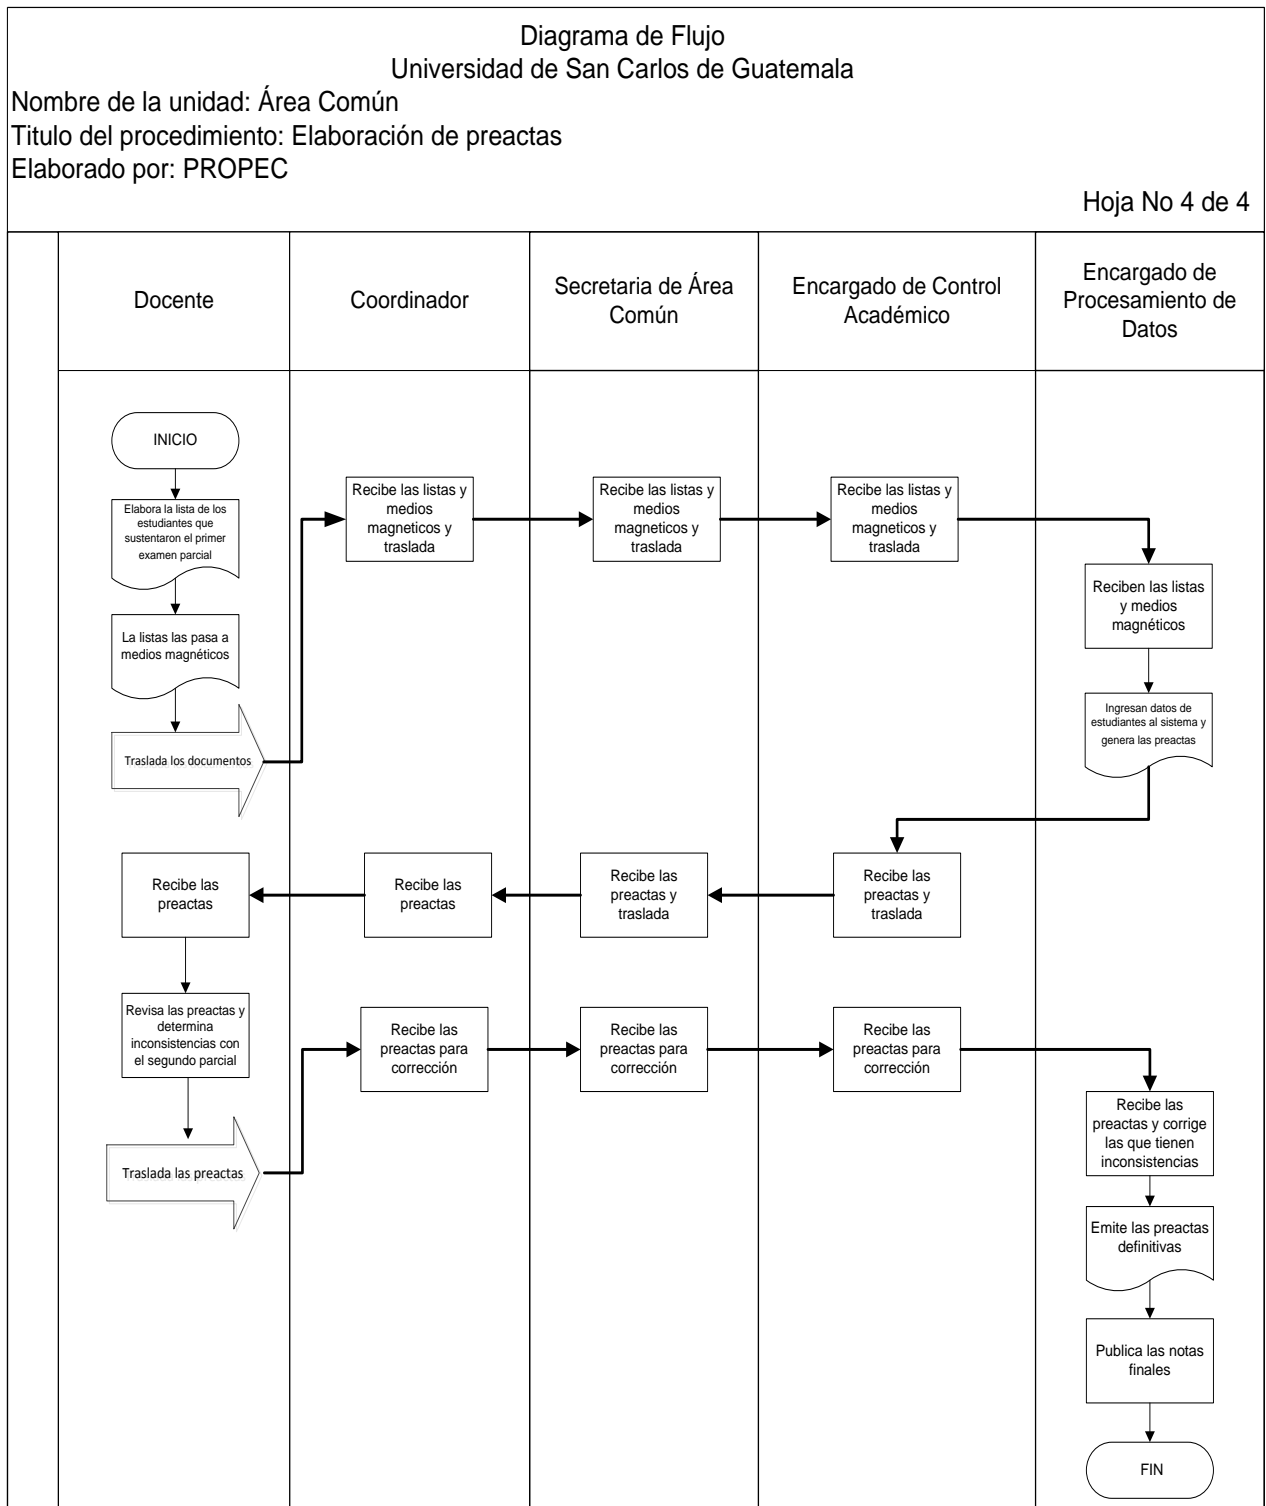 Diagrama de Flujo
Universidad de San Carlos de Guatemala
Nombre de la unidad: Área Común
Titulo del procedimiento: Elaboración de preactas
Elaborado por: PROPEC
Hoja No 4 de 4
Docente
Coordinador
Secretaria de Área
Común
Encargado de Control
Académico
Encargado de
Procesamiento de
Datos
INICIO
Elabora la lista de los
estudiantes que
sustentaron el primer
examen parcial
La listas las pasa a
medios magnéticos
Traslada los documentos
Recibe las listas y
medios
magneticos y
traslada
Recibe las listas y
medios
magneticos y
traslada
Recibe las listas y
medios
magneticos y
traslada
Reciben las listas
y medios
magnéticos
Ingresan datos de
estudiantes al sistema y
genera las preactas
Recibe las
preactas y
traslada
Recibe las
preactas y
traslada
Recibe las
preactas
Recibe las
preactas
Revisa las preactas y
determina
inconsistencias con
el segundo parcial
Traslada las preactas
Recibe las
preactas para
corrección
Recibe las
preactas para
corrección
Recibe las
preactas para
corrección
Recibe las
preactas y corrige
las que tienen
inconsistencias
Emite las preactas
definitivas
Publica las notas
finales
FIN